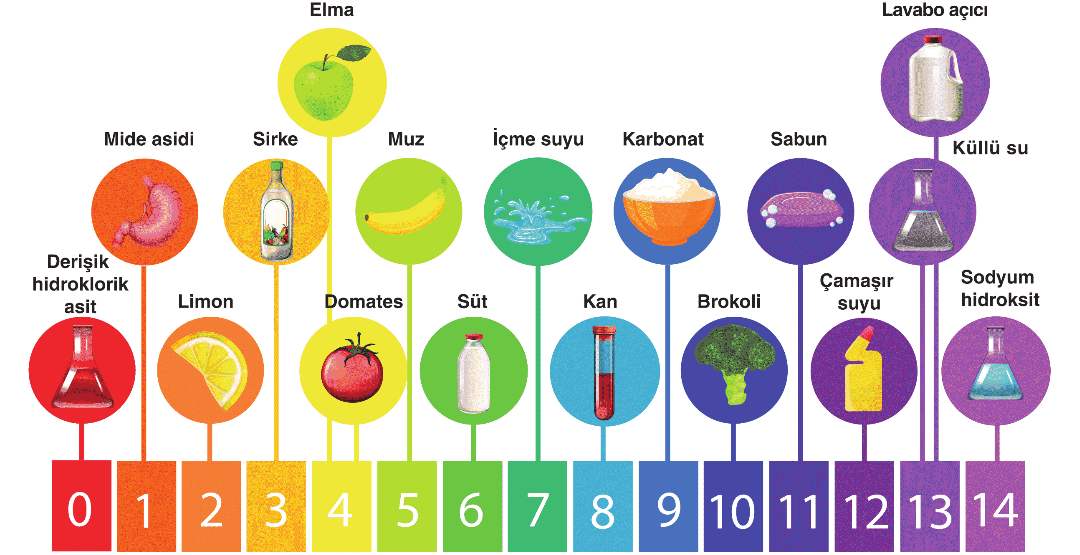 Elma
Lavabo açıcı
Mide asidi
Sirke
Muz
İçme suyu
Karbonat
Sabun
Küllü su
Derişik
hidroklorik
asit
Limon
Domates
Süt
Kan
Brokoli
Çamaşır
suyu
Sodyum
hidroksit
0 1 2 3 4 5 6 7 8 9 10 11 12 13 14